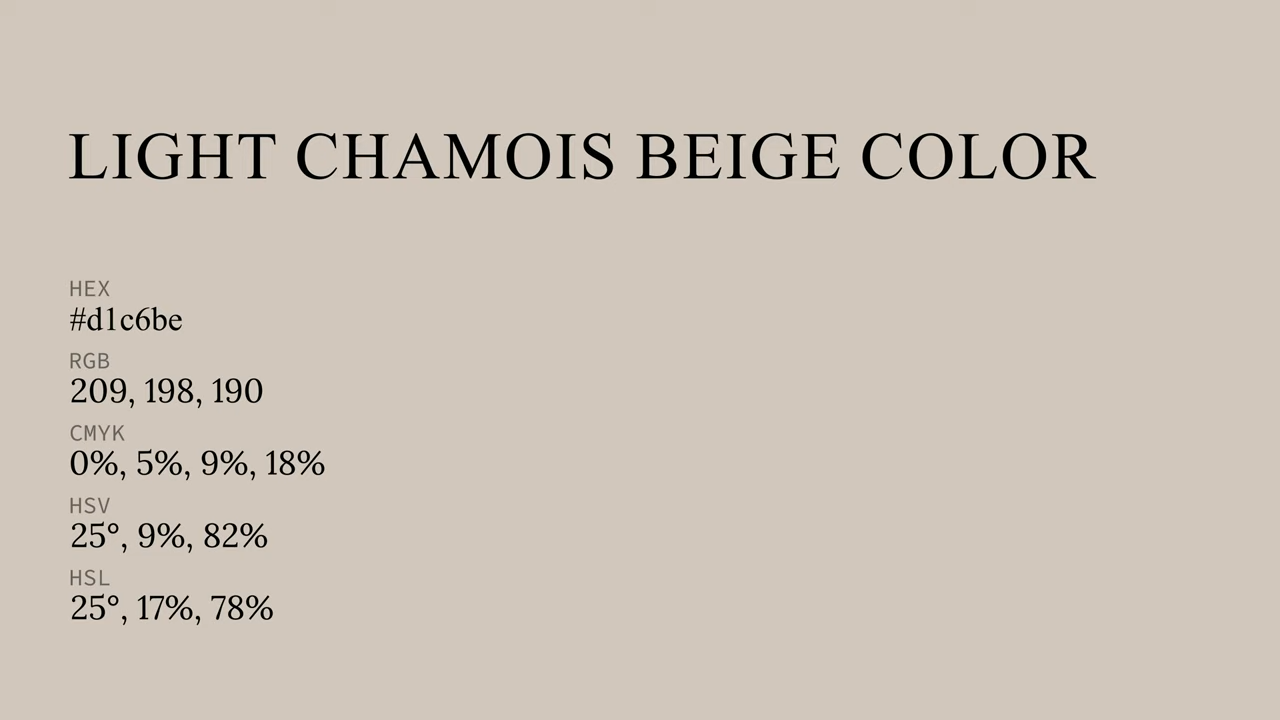 LIGHT CHAMOIS BEIGE COLOR
HEX
#d1c6be
RGB
209, 198, 190
CMYK
0%, 5%, 9%, 18%
HSV
25°, 9%, 82%
HSL
25°, 17%, 78%